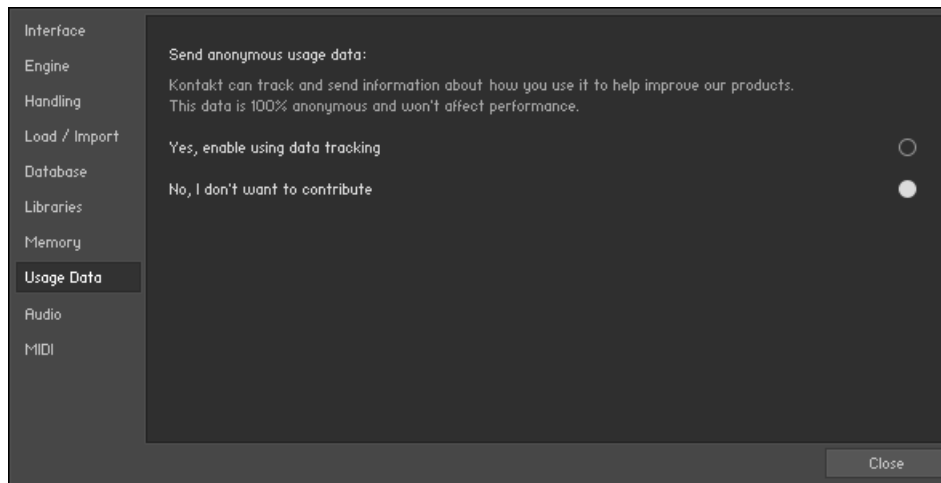 Interface
Engine
Handling
Load / Import
Database
Libraries
Memory
Usage Data
Audio
MIDI
Send anonymous usage data:
Kontakt can track and send information about how you use it to help improve our products.
This data is 100% anonymous and won't affect performance.
Yes, enable using data tracking
No, I don't want to contribute
Close